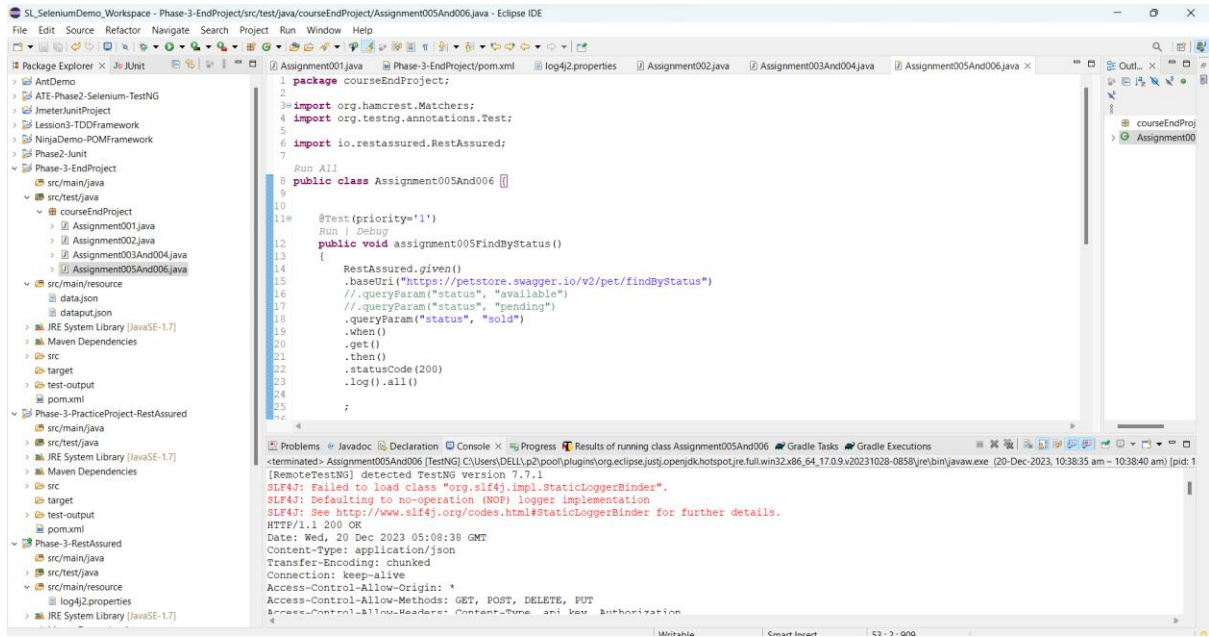 SL_SeleniumDemo_Workspace - Phase-3-EndProject/src/test/java/courseEndProject/Assignment005And006.java - Eclipse IDE
File Edit Source Refactor Navigate Search Project Run Window Help
Package Explorer JUnit
AntDemo
ATE-Phase2-Selenium-TestNG
JmeterJunitProject
Lession3-TDDFramework
NinjaDemo-POMFramework
Phase2-Junit
Phase-3-EndProject
src/main/java
src/test/java
courseEndProject
Assignment001.java
Assignment002.java
Assignment003And004.java
Assignment005And006.java
src/main/resource
data.json
dataput.json
JRE System Library [JavaSE-1.7]
Maven Dependencies
src
target
test-output
pom.xml
Phase-3-PracticeProject-RestAssured
src/main/java
src/test/java
JRE System Library [JavaSE-1.7]
Maven Dependencies
src
target
test-output
pom.xml
Phase-3-RestAssured
src/main/java
src/test/java
src/main/resource
log4j2.properties
JRE System Library [JavaSE-1.7]
Assignment001.java Phase-3-EndProject/pom.xml log4j2.properties Assignment002.java Assignment003And004.java Assignment005And006.java
1 package courseEndProject;
2
3 import org.hamcrest.Matchers;
4 import org.testng.annotations.Test;
5
6 import io.restassured.RestAssured;
7
Run All
8 public class Assignment005And006 {
9
10
11 @Test(priority='1')
Run | Debug
12 public void assignment005FindByStatus()
13 {
14 RestAssured.given()
15 .baseUri("https://petstore.swagger.io/v2/pet/findByStatus")
16 //.queryParam("status", "available")
17 //.queryParam("status", "pending")
18 .queryParam("status", "sold")
19 .when()
20 .get()
21 .then()
22 .statusCode(200)
23 .log().all()
24
25 ;
Outl...
courseEndProj
Assignment00
Problems Javadoc Declaration Console Progress Results of running class Assignment005And006 Gradle Tasks Gradle Executions
<terminated> Assignment005And006 [TestNG] C:\Users\DELL\.p2\pool\plugins\org.eclipse.justj.openjdk.hotspot.jre.full.win32.x86_64_17.0.9.v20231028-0858\jre\bin\javaw.exe (20-Dec-2023, 10:38:35 am – 10:38:40 am) [pid: 1
[RemoteTestNG] detected TestNG version 7.7.1
SLF4J: Failed to load class "org.slf4j.impl.StaticLoggerBinder".
SLF4J: Defaulting to no-operation (NOP) logger implementation
SLF4J: See http://www.slf4j.org/codes.html#StaticLoggerBinder for further details.
HTTP/1.1 200 OK
Date: Wed, 20 Dec 2023 05:08:38 GMT
Content-Type: application/json
Transfer-Encoding: chunked
Connection: keep-alive
Access-Control-Allow-Origin: *
Access-Control-Allow-Methods: GET, POST, DELETE, PUT
Access-Control-Allow-Headers: Content-Type, api_key, Authorization
Writable Smart Insert 53 : 2 : 909